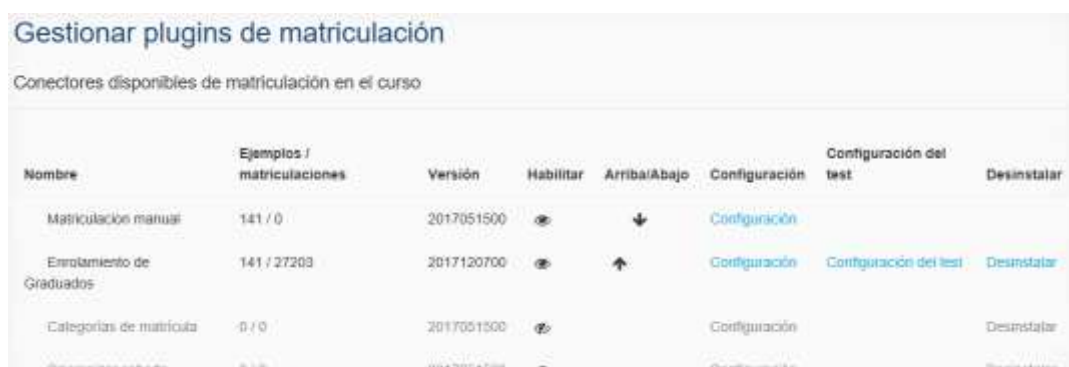 Gestionar plugins de matriculación
Conectores disponibles de matriculación en el curso
Ejemplos / Configuración del
Nombre matriculaciones Versión Habilitar Arriba/Abajo Configuración test Desinstalar
Matriculacion manual 141 / 0 2017051500 Configuración
Enrolamiento de 141 / 27203 2017120700 Configuración Configuración del test Desinstalar
Graduados
Categorías de matrícula 0 / 0 2017051500 Configuración Desinstalar